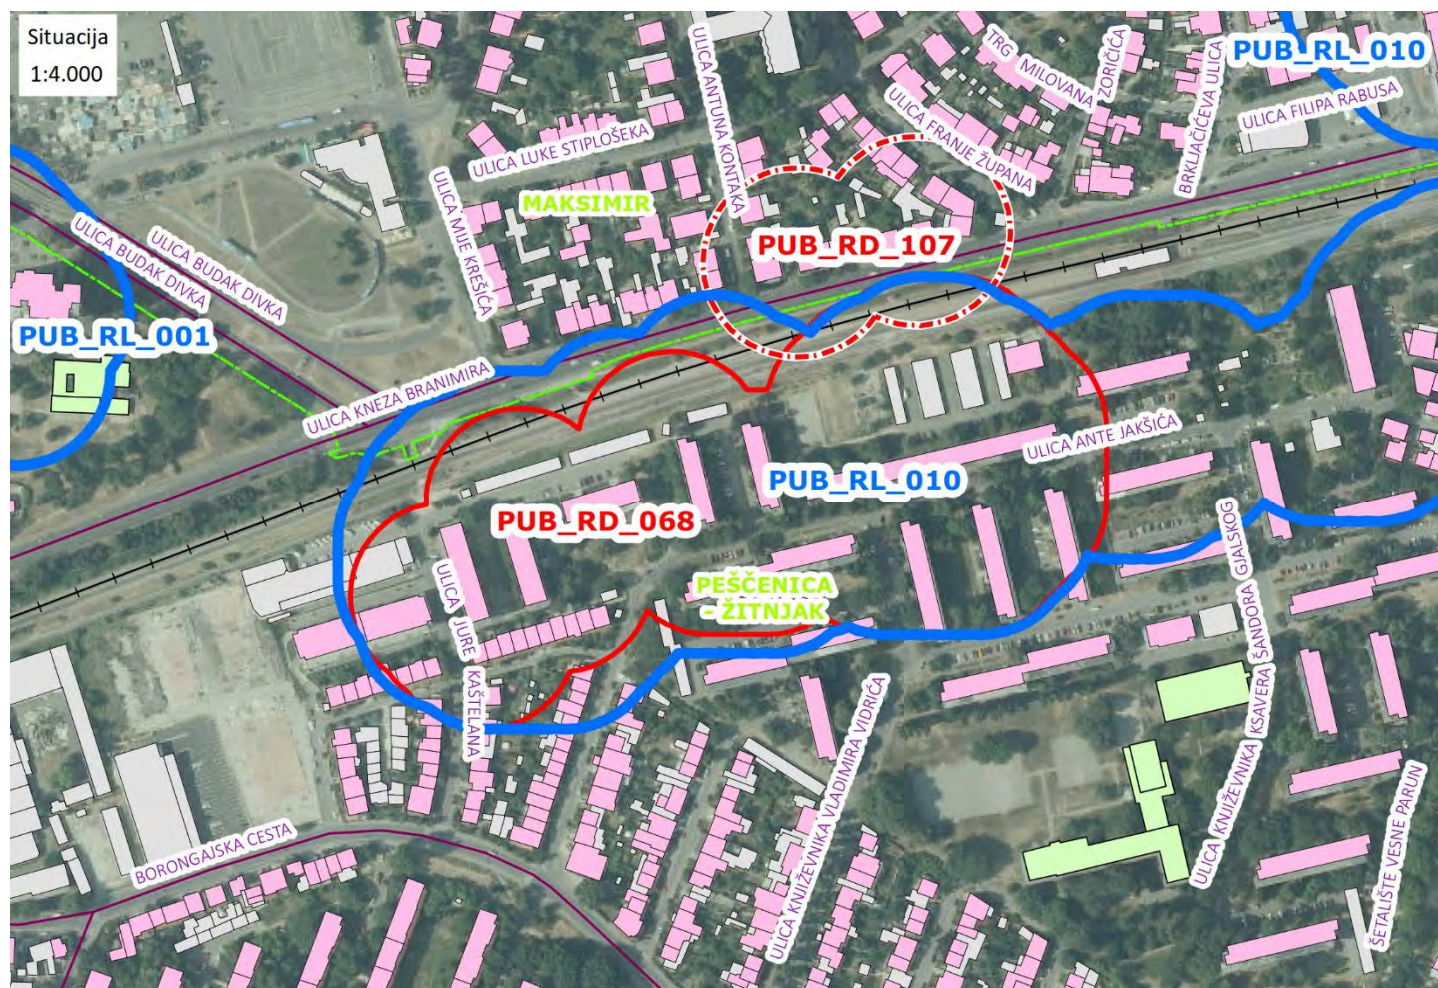 Situacija
1:4.000
ULICA ANTUNA KONTAKA
TRG MILOVANA ZORIČIĆA
BRKLJAČIĆEVA ULICA
PUB_RL_010
ULICA FILIPA RABUSA
ULICA FRANJE ŽUPANA
ULICA LUKE STIPLOŠEKA
ULICA MIJE KREŠIĆA
MAKSIMIR
PUB_RD_107
ULICA BUDAK DIVKA
ULICA BUDAK DIVKA
PUB_RL_001
ULICA KNEZA BRANIMIRA
ULICA ANTE JAKŠIĆA
PUB_RL_010
PUB_RD_068
PEŠČENICA
- ŽITNJAK
ULICA JURE KAŠTELANA
ULICA KNJIŽEVNIKA VLADIMIRA VIDRIĆA
ULICA KNJIŽEVNIKA KSAVERA ŠANDORA GJALSKOG
BORONGAJSKA CESTA
ŠETALIŠTE VESNE PARUN